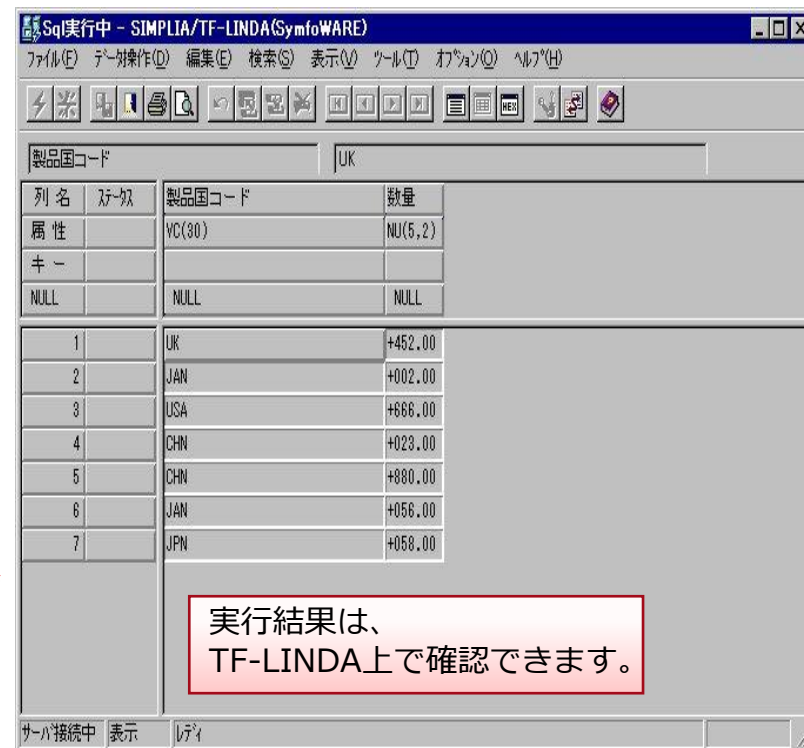 Sql実行中 - SIMPLIA/TF-LINDA(SymfoWARE)
ファイル(F) データ操作(D) 編集(E) 検索(S) 表示(V) ツール(T) オプション(O) ヘルプ(H)
HEX
製品国コード UK
列 名 ステータス 製品国コード 数量
属 性 VC(30) NU(5,2)
キ ー
NULL NULL NULL
1 UK +452.00
2 JAN +002.00
3 USA +666.00
4 CHN +023.00
5 CHN +880.00
6 JAN +056.00
7 JPN +058.00
実行結果は、
TF-LINDA上で確認できます。
サーバ接続中 表示 レディ